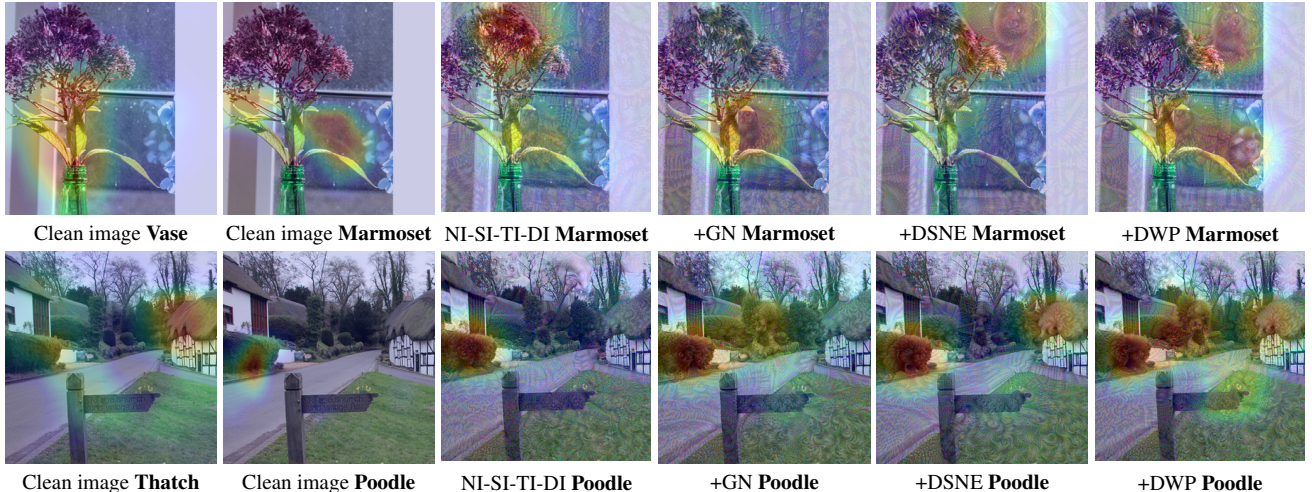 Clean image Vase
Clean image Marmoset
NI-SI-TI-DI Marmoset
+GN Marmoset
+DSNE Marmoset
+DWP Marmoset
Clean image Thatch
Clean image Poodle
NI-SI-TI-DI Poodle
+GN Poodle
+DSNE Poodle
+DWP Poodle